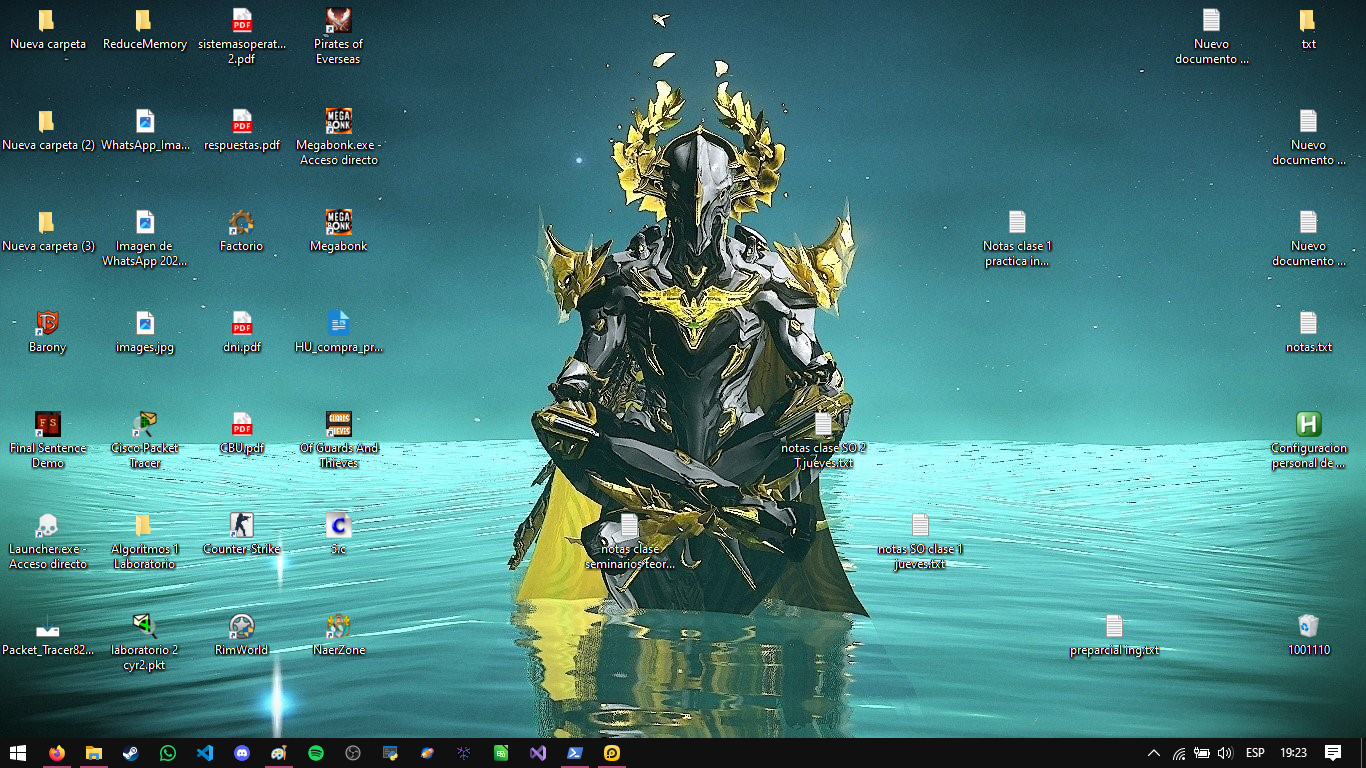 Nueva carpeta
ReduceMemory
sistemasoperat...
2.pdf
Pirates of
Everseas
Nuevo
documento ...
txt
Nueva carpeta (2)
WhatsApp_Ima...
respuestas.pdf
MEGA
BONK
Megabonk.exe -
Acceso directo
Nuevo
documento ...
Nueva carpeta (3)
Imagen de
WhatsApp 202...
Factorio
MEGA
BONK
Megabonk
Notas clase 1
practica in...
Nuevo
documento ...
Barony
images.jpg
dni.pdf
HU_compra_pr...
notas.txt
Final Sentence
Demo
Cisco Packet
Tracer
CBU.pdf
Of Guards And
Thieves
notas clase SO 2
T jueves.txt
Configuracion
personal de ...
Launcher.exe -
Acceso directo
Algoritmos 1
Laboratorio
Counter-Strike
5.c
notas clase
seminarios teor...
notas SO clase 1
jueves.txt
Packet_Tracer82...
laboratorio 2
cyr2.pkt
RimWorld
NaerZone
preparcial ing.txt
1001110
ESP
19:23